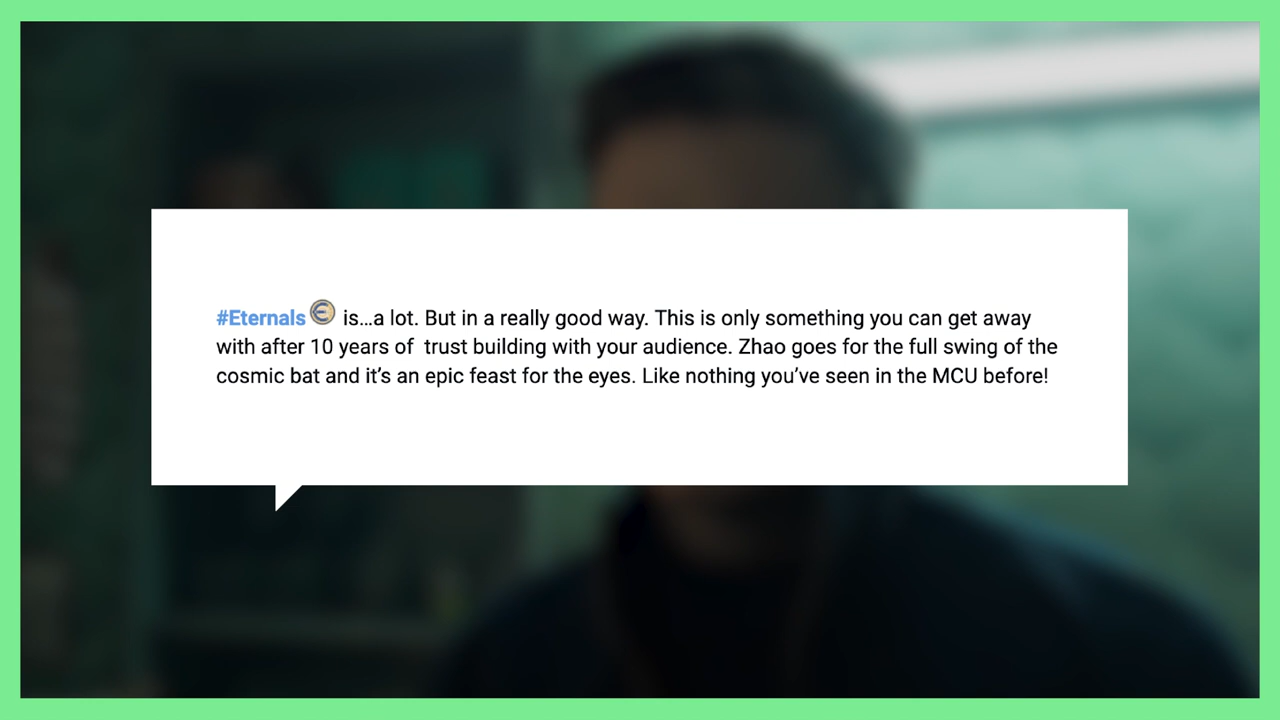 #Eternals is...a lot. But in a really good way. This is only something you can get away
with after 10 years of trust building with your audience. Zhao goes for the full swing of the
cosmic bat and it’s an epic feast for the eyes. Like nothing you’ve seen in the MCU before!